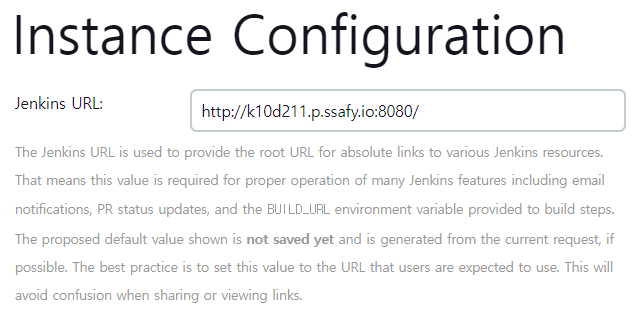 Instance Configuration
Jenkins URL:
http://k10d211.p.ssafy.io:8080/
The Jenkins URL is used to provide the root URL for absolute links to various Jenkins resources.
That means this value is required for proper operation of many Jenkins features including email
notifications, PR status updates, and the BUILD_URL environment variable provided to build steps.
The proposed default value shown is not saved yet and is generated from the current request, if
possible. The best practice is to set this value to the URL that users are expected to use. This will
avoid confusion when sharing or viewing links.